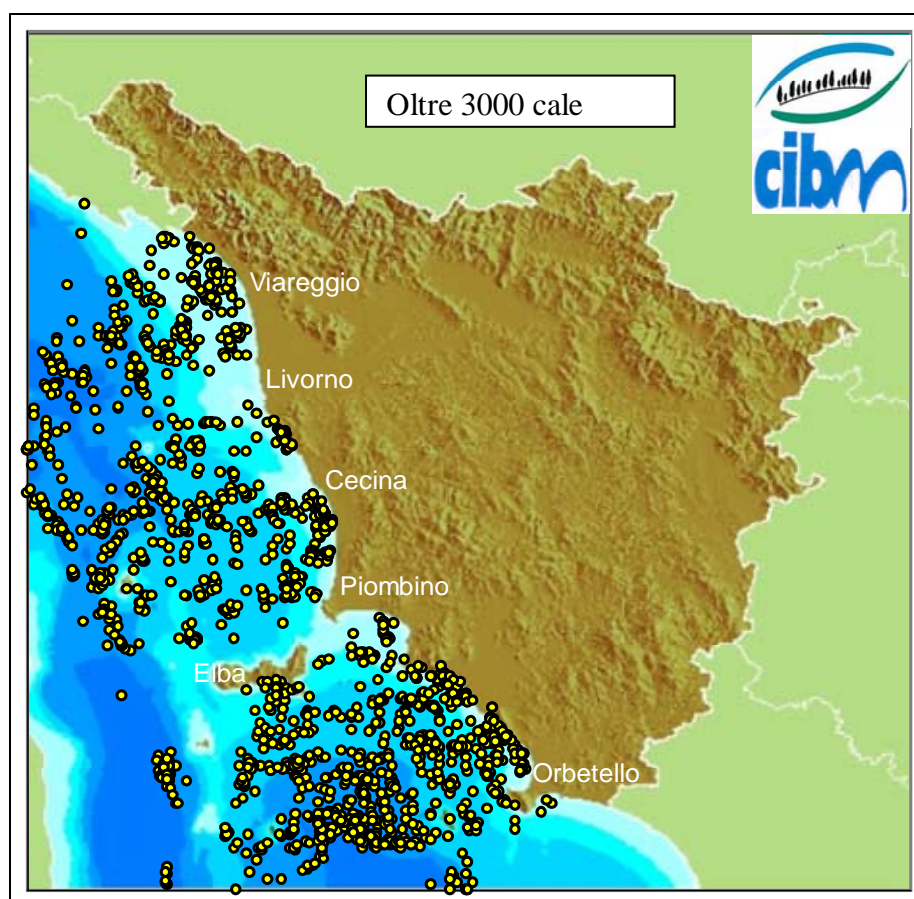 Oltre 3000 cale
cibm
Viareggio
Livorno
Cecina
Piombino
Elba
Orbetello